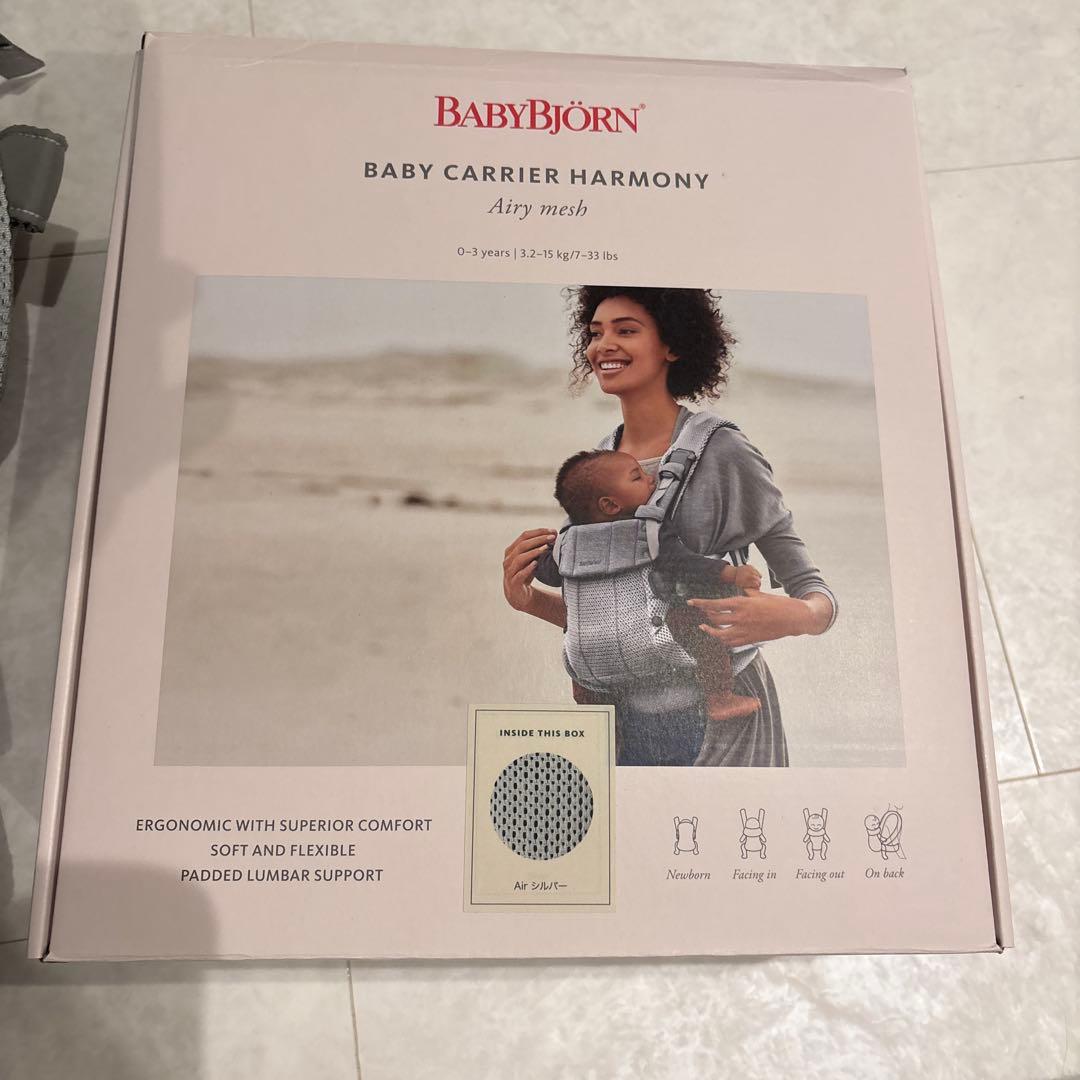 BABYBJÖRN®
BABY CARRIER HARMONY
Airy mesh
0–3 years | 3.2–15 kg/7–33 lbs
INSIDE THIS BOX
Air シルバー
ERGONOMIC WITH SUPERIOR COMFORT
SOFT AND FLEXIBLE
PADDED LUMBAR SUPPORT
Newborn Facing in Facing out On back